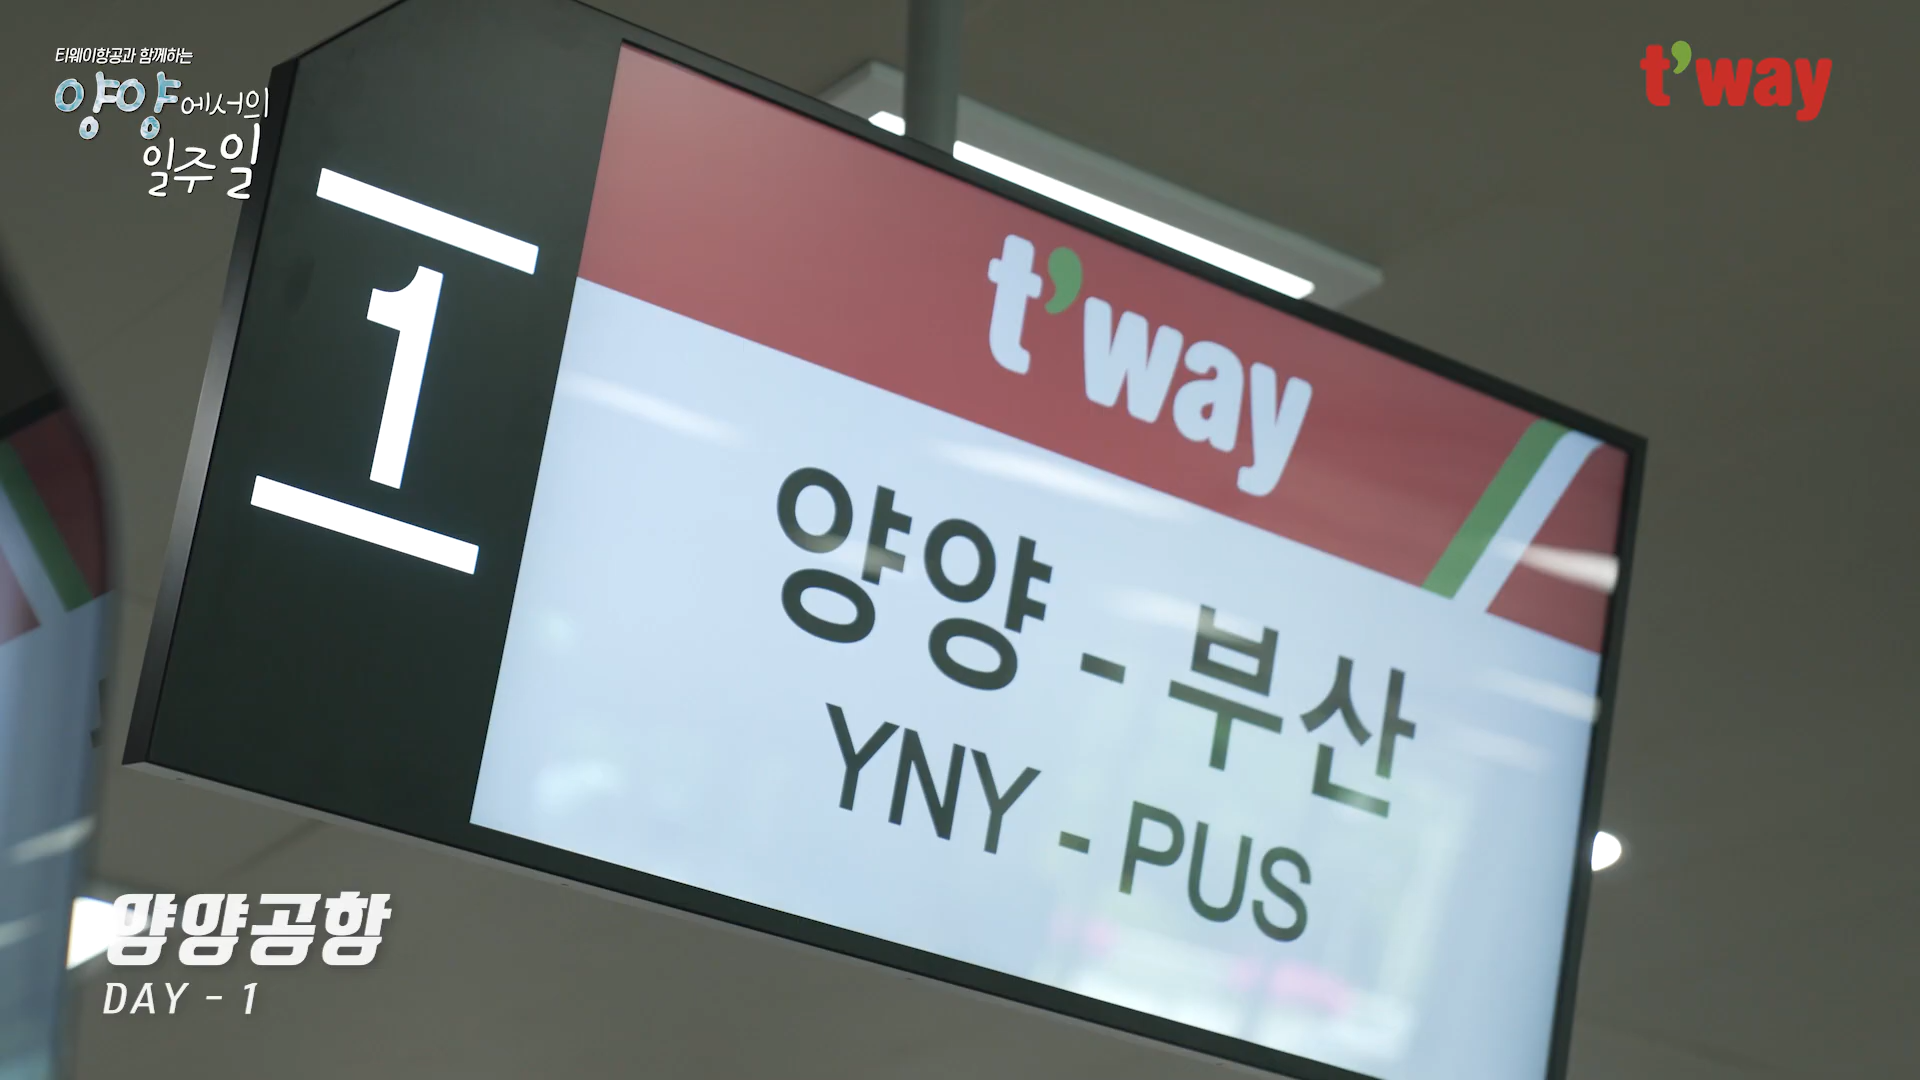 티웨이항공과 함께하는
양양에서의
일주일
t'way
1
t'way
양양 - 부산
YNY - PUS
양양공항
DAY - 1